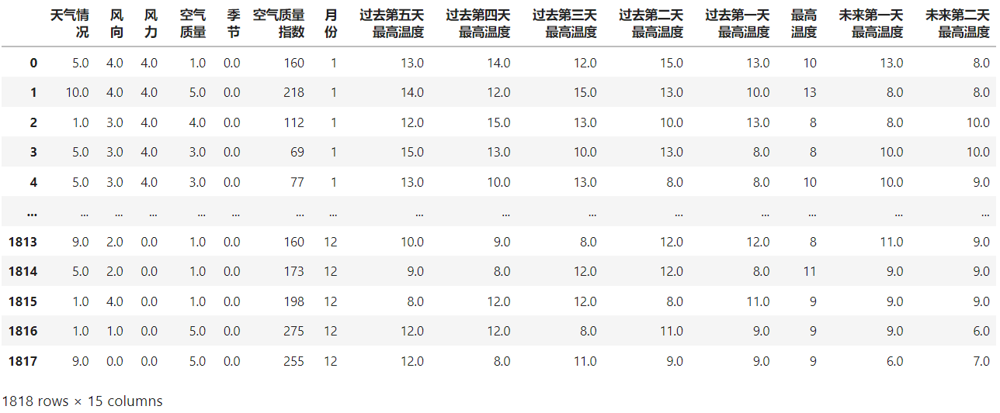 天气情况 风向 风力 空气质量 季节 空气质量指数 月份 过去第五天最高温度 过去第四天最高温度 过去第三天最高温度 过去第二天最高温度 过去第一天最高温度 最高温度 未来第一天最高温度 未来第二天最高温度
0 5.0 4.0 4.0 1.0 0.0 160 1 13.0 14.0 12.0 15.0 13.0 10 13.0 8.0
1 10.0 4.0 4.0 5.0 0.0 218 1 14.0 12.0 15.0 13.0 10.0 13 8.0 8.0
2 1.0 3.0 4.0 4.0 0.0 112 1 12.0 15.0 13.0 10.0 13.0 8 8.0 10.0
3 5.0 3.0 4.0 3.0 0.0 69 1 15.0 13.0 10.0 13.0 8.0 8 10.0 10.0
4 5.0 3.0 4.0 3.0 0.0 77 1 13.0 10.0 13.0 8.0 8.0 10 10.0 9.0
... ... ... ... ... ... ... ... ... ... ... ... ... ... ... ...
1813 9.0 2.0 0.0 1.0 0.0 160 12 10.0 9.0 8.0 12.0 12.0 8 11.0 9.0
1814 5.0 2.0 0.0 1.0 0.0 173 12 9.0 8.0 12.0 12.0 8.0 11 9.0 9.0
1815 1.0 4.0 0.0 1.0 0.0 198 12 8.0 12.0 12.0 8.0 11.0 9 9.0 9.0
1816 1.0 1.0 0.0 5.0 0.0 275 12 12.0 12.0 8.0 11.0 9.0 9 9.0 6.0
1817 9.0 0.0 0.0 5.0 0.0 255 12 12.0 8.0 11.0 9.0 9.0 9 6.0 7.0
1818 rows × 15 columns